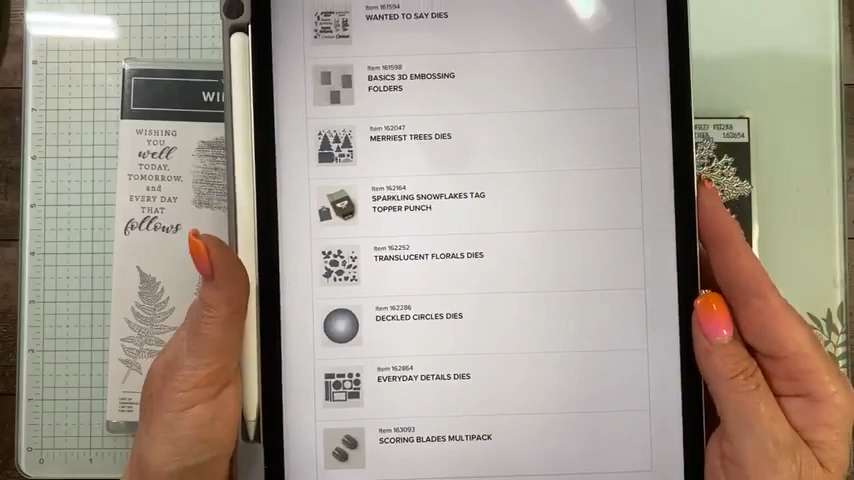 Item 161594
WANTED TO SAY DIES
Item 161598
BASICS 3D EMBOSSING
FOLDERS
Item 162047
MERRIEST TREES DIES
Item 162164
SPARKLING SNOWFLAKES TAG
TOPPER PUNCH
Item 162252
TRANSLUCENT FLORALS DIES
Item 162286
DECKLED CIRCLES DIES
Item 162864
EVERYDAY DETAILS DIES
Item 163093
SCORING BLADES MULTIPACK
WISHING
YOU
well
TODAY,
TOMORROW,
and
EVERY DAY
THAT
follows
162654